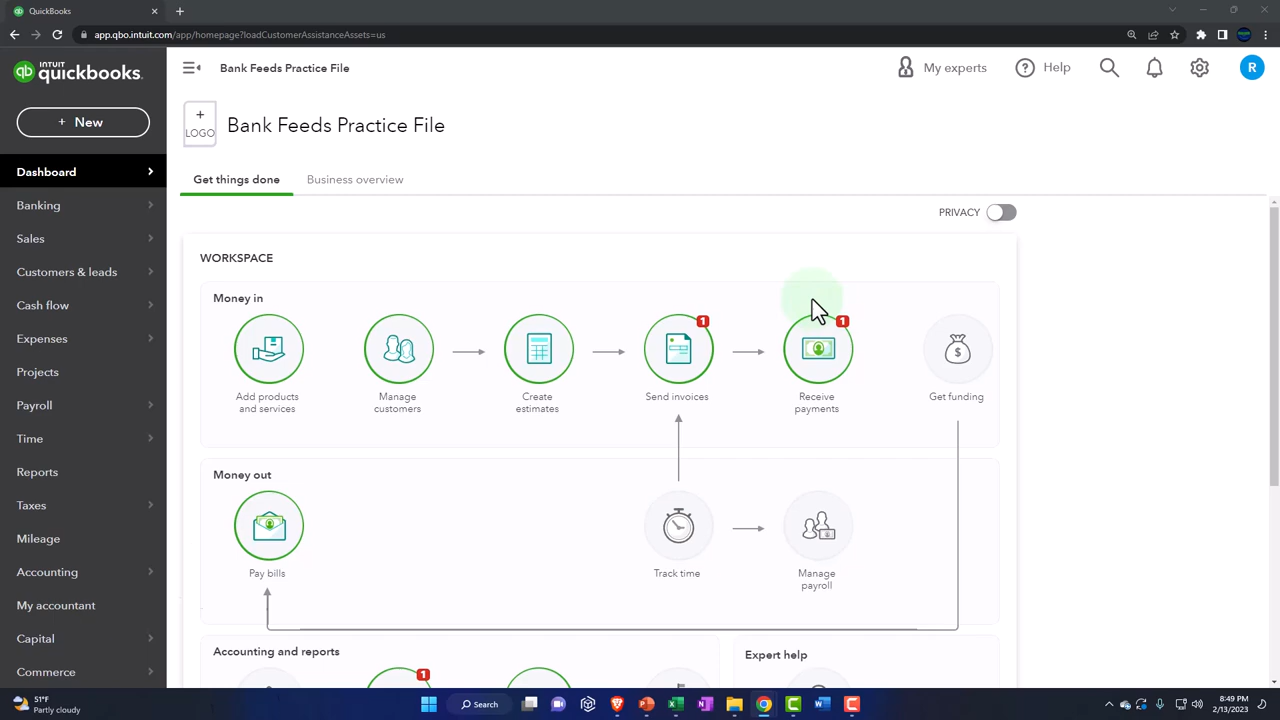 QuickBooks
app.qbo.intuit.com/app/homepage?loadCustomerAssistanceAssets=us
INTUIT
quickbooks.
Bank Feeds Practice File
My experts
Help
R
+ New
+
LOGO
Bank Feeds Practice File
Dashboard
Banking
Sales
Customers & leads
Cash flow
Expenses
Projects
Payroll
Time
Reports
Taxes
Mileage
Accounting
My accountant
Capital
Commerce
Get things done
Business overview
PRIVACY
WORKSPACE
Money in
1
1
Add products
and services
Manage
customers
Create
estimates
Send invoices
Receive
payments
Get funding
Money out
Pay bills
Track time
Manage
payroll
Accounting and reports
1
Expert help
51°F
Partly cloudy
Search
8:49 PM
2/13/2023